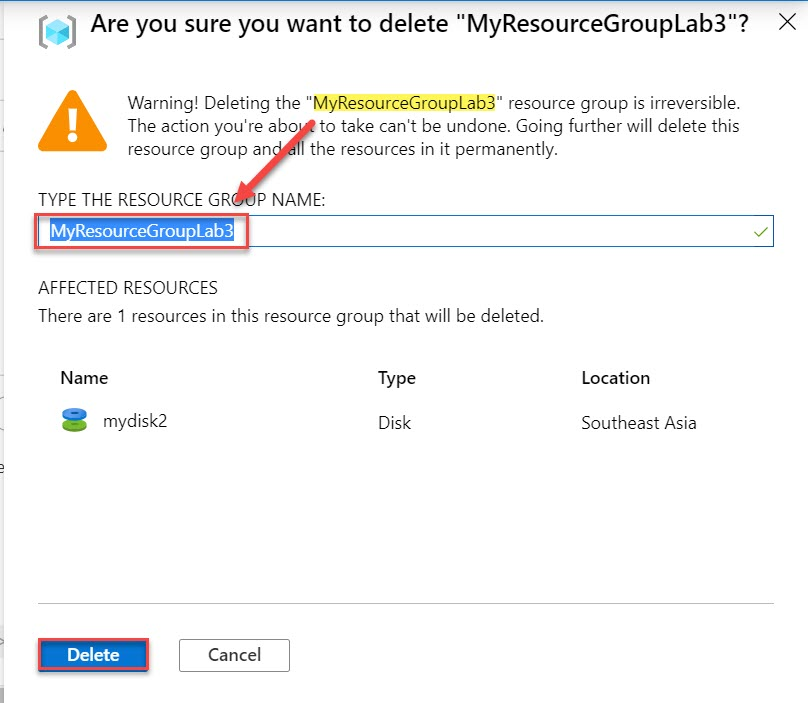 Are you sure you want to delete "MyResourceGroupLab3"?
Warning! Deleting the "MyResourceGroupLab3" resource group is irreversible.
The action you're about to take can't be undone. Going further will delete this
resource group and all the resources in it permanently.
TYPE THE RESOURCE GROUP NAME:
MyResourceGroupLab3
AFFECTED RESOURCES
There are 1 resources in this resource group that will be deleted.
Name Type Location
mydisk2 Disk Southeast Asia
Delete Cancel